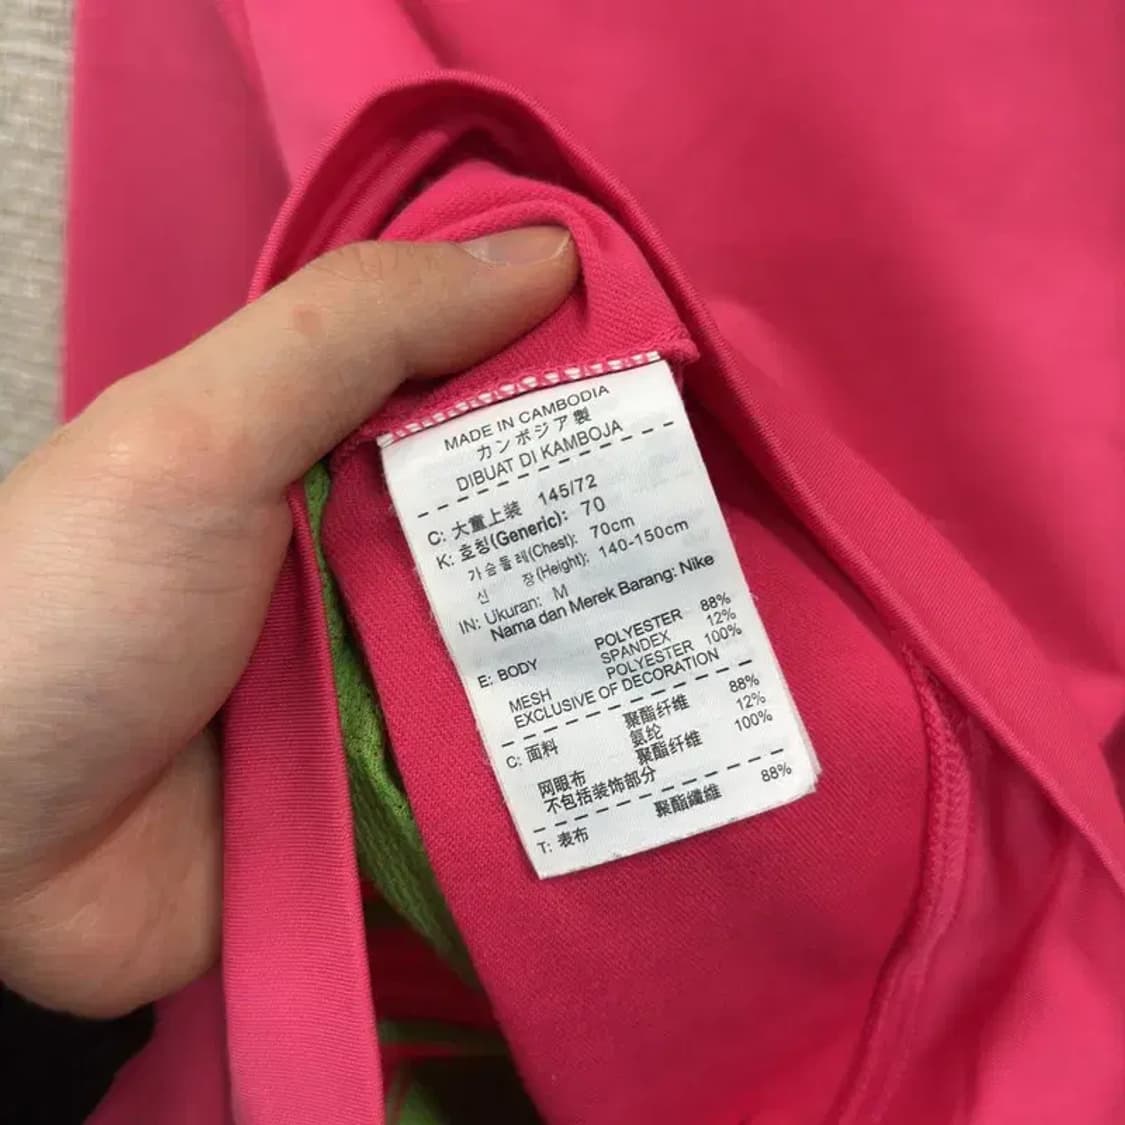 MADE IN CAMBODIA
カンボジア製
DIBUAT DI KAMBOJA
C: 大童上装 145/72
K: 호칭(Generic): 70
가슴둘레(Chest): 70cm
신 장(Height): 140-150cm
IN: Ukuran: M
Nama dan Merek Barang: Nike
E: BODY POLYESTER 88%
SPANDEX 12%
MESH POLYESTER 100%
EXCLUSIVE OF DECORATION
C: 面料 聚酯纤维 88%
氨纶 12%
网眼布 聚酯纤维 100%
不包括装饰部分
T: 表布 聚酯纖維 88%